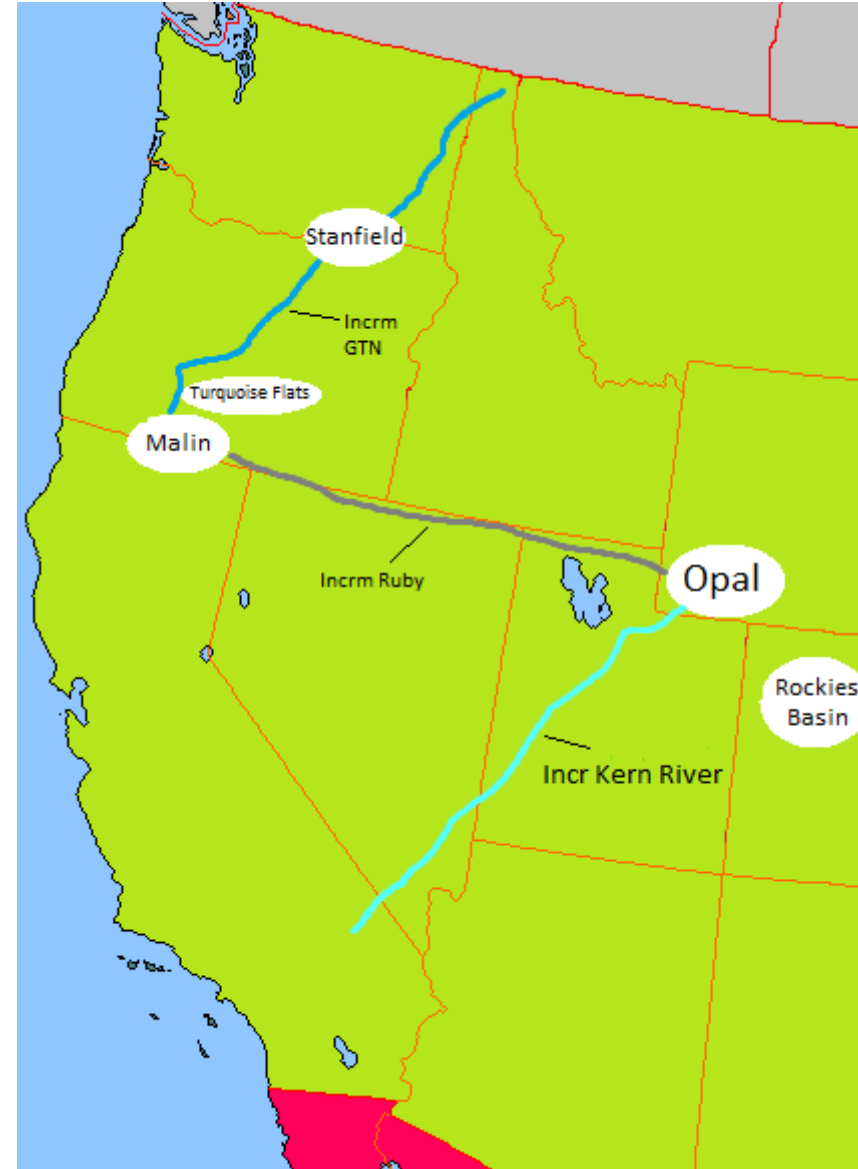 Stanfield
Incrm
GTN
Turquoise Flats
Malin
Incrm Ruby
Opal
Rockies
Basin
Incr Kern River